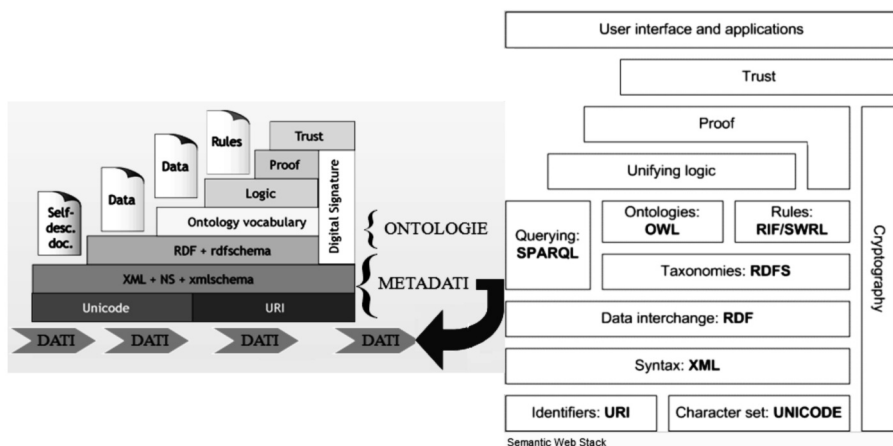 Trust
Rules
Proof
Data
Logic
Data
Digital Signature
Self-
desc.
doc.
Ontology vocabulary
ONTOLOGIE
RDF + rdfschema
XML + NS + xmlschema
METADATI
Unicode
URI
DATI
DATI
DATI
DATI
User interface and applications
Trust
Proof
Unifying logic
Querying:
SPARQL
Ontologies:
OWL
Rules:
RIF/SWRL
Taxonomies: RDFS
Cryptography
Data interchange: RDF
Syntax: XML
Identifiers: URI
Character set: UNICODE
Semantic Web Stack